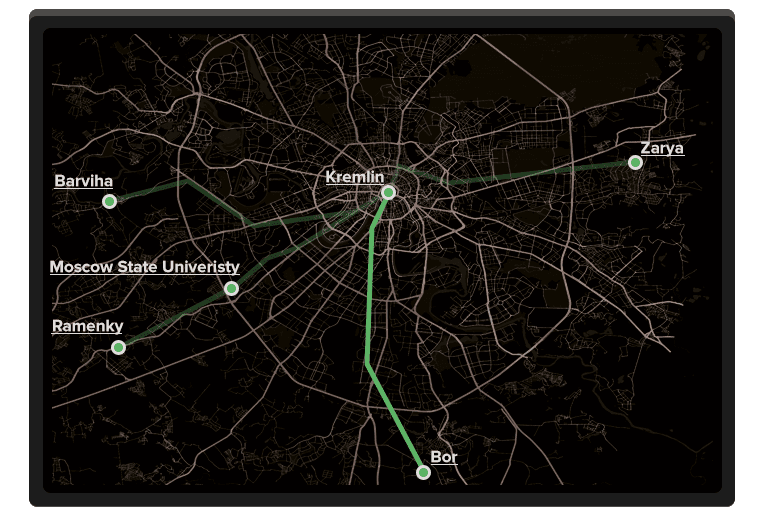 Zarya
Kremlin
Barviha
Moscow State Univeristy
Ramenky
Bor